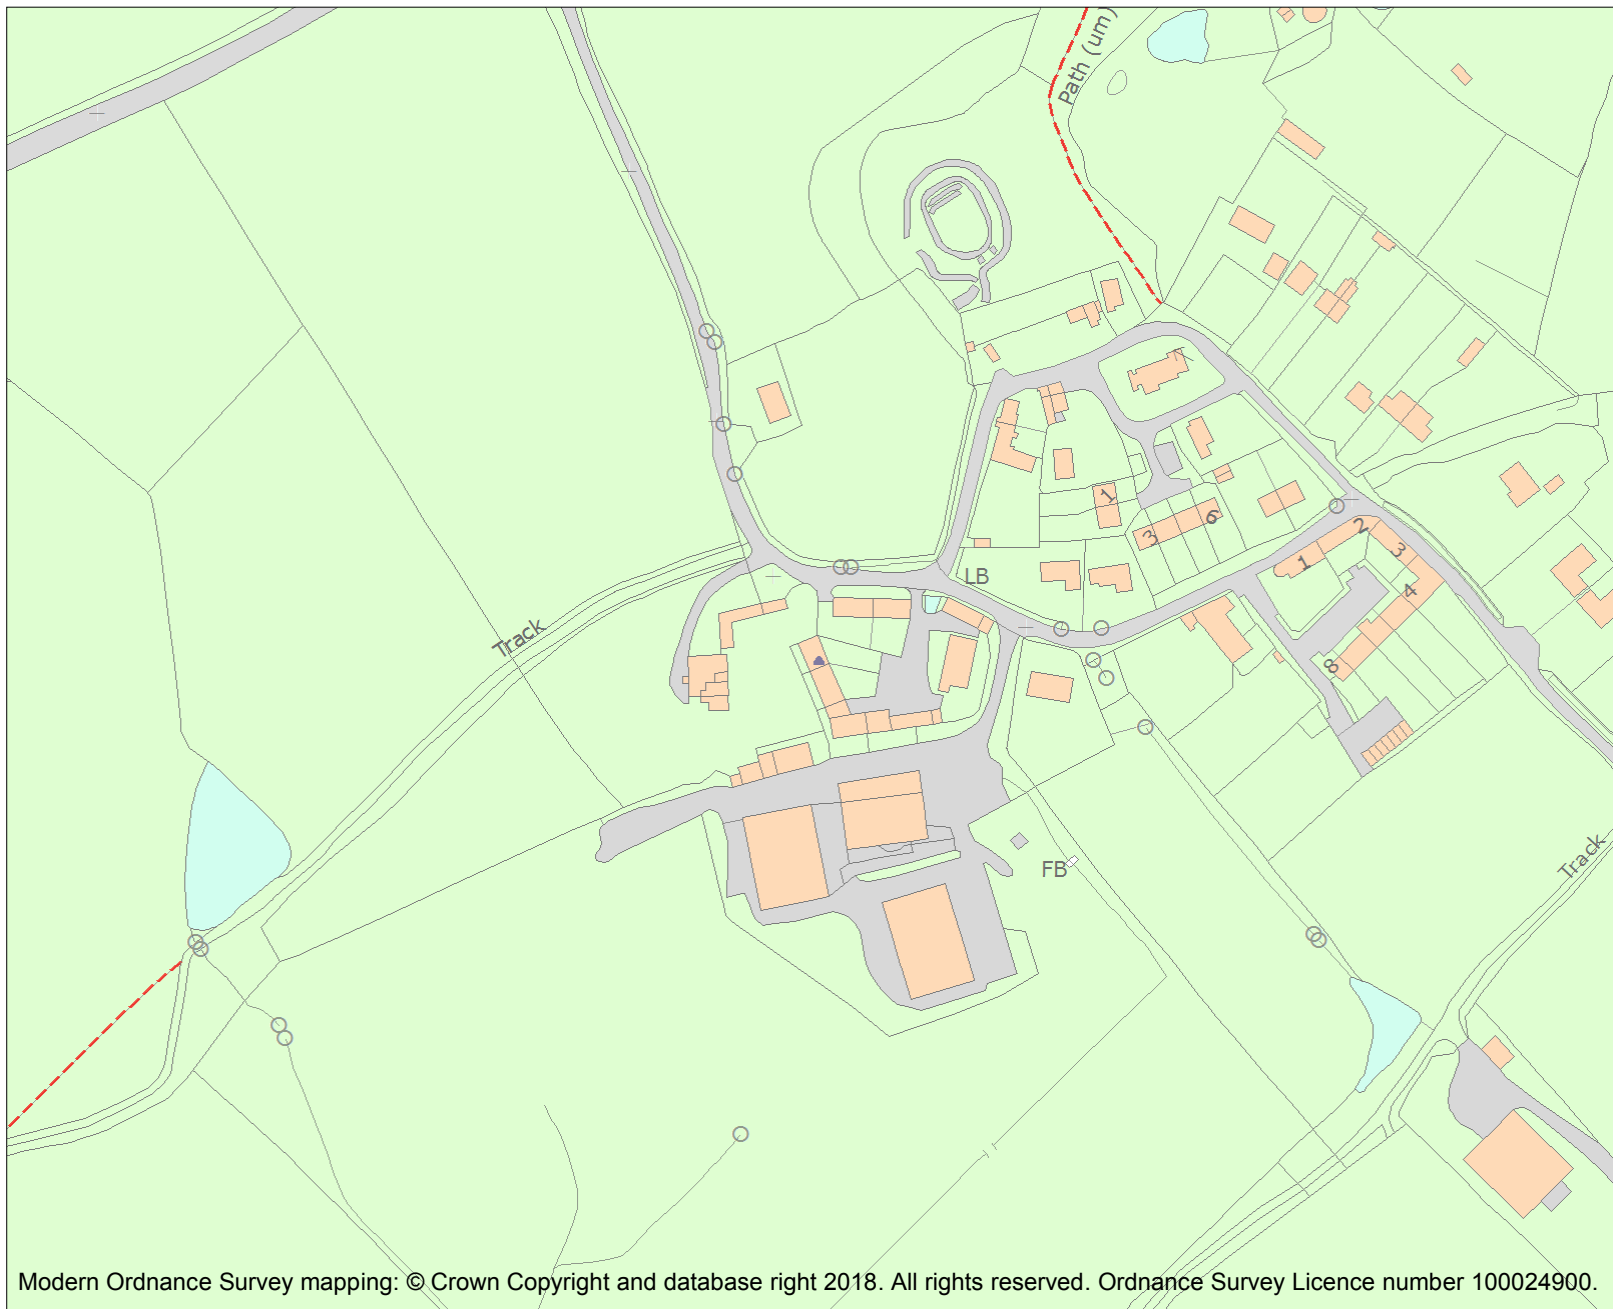 Path (um)
LB
1
3
6
2
1
3
4
8
Track
FB
Track
Modern Ordnance Survey mapping: © Crown Copyright and database right 2018. All rights reserved. Ordnance Survey Licence number 100024900.